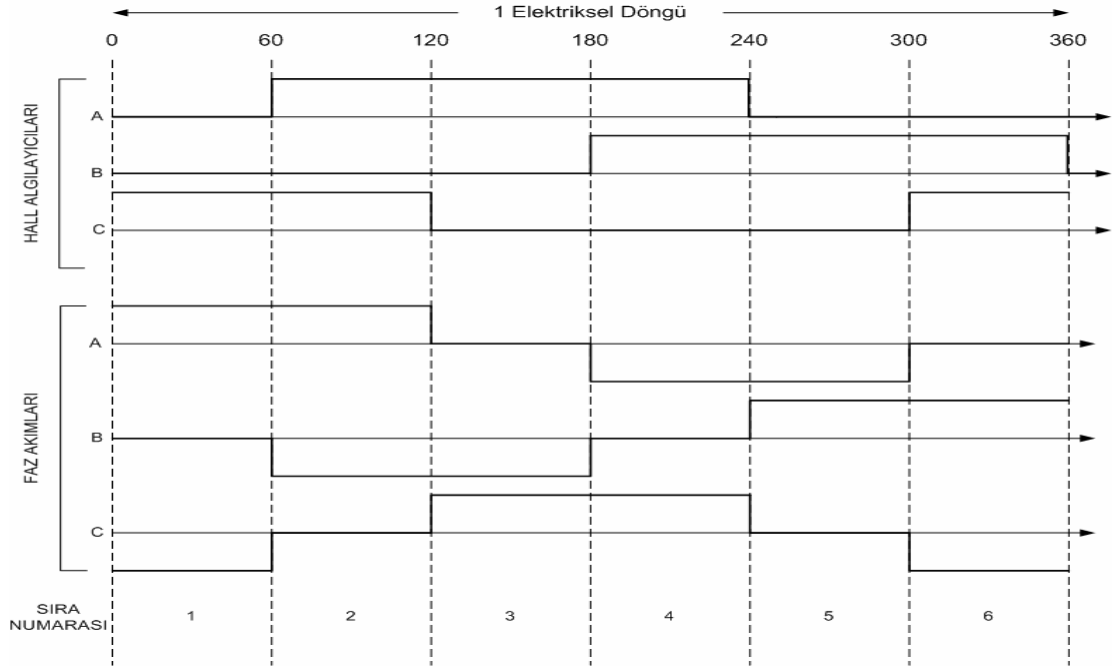 1 Elektriksel Döngü
0 60 120 180 240 300 360
HALL ALGILAYICILARI
A
B
C
FAZ AKIMLARI
A
B
C
SIRA
NUMARASI
1 2 3 4 5 6